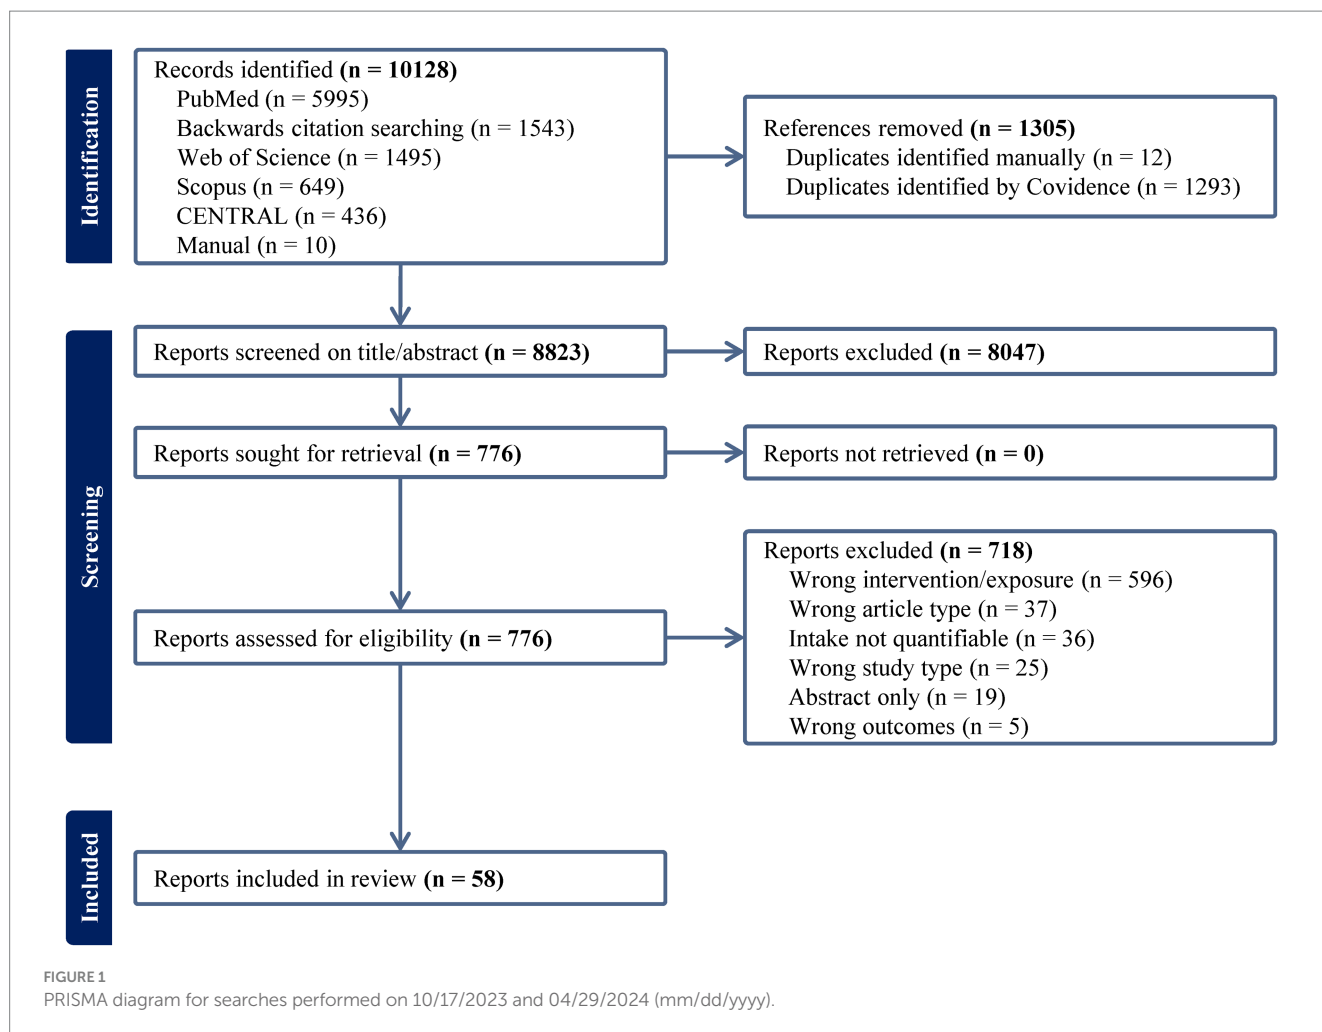 Identification
Records identified (n = 10128)
PubMed (n = 5995)
Backwards citation searching (n = 1543)
Web of Science (n = 1495)
Scopus (n = 649)
CENTRAL (n = 436)
Manual (n = 10)
References removed (n = 1305)
Duplicates identified manually (n = 12)
Duplicates identified by Covidence (n = 1293)
Screening
Reports screened on title/abstract (n = 8823)
Reports excluded (n = 8047)
Reports sought for retrieval (n = 776)
Reports not retrieved (n = 0)
Reports assessed for eligibility (n = 776)
Reports excluded (n = 718)
Wrong intervention/exposure (n = 596)
Wrong article type (n = 37)
Intake not quantifiable (n = 36)
Wrong study type (n = 25)
Abstract only (n = 19)
Wrong outcomes (n = 5)
Included
Reports included in review (n = 58)
FIGURE 1
PRISMA diagram for searches performed on 10/17/2023 and 04/29/2024 (mm/dd/yyyy).